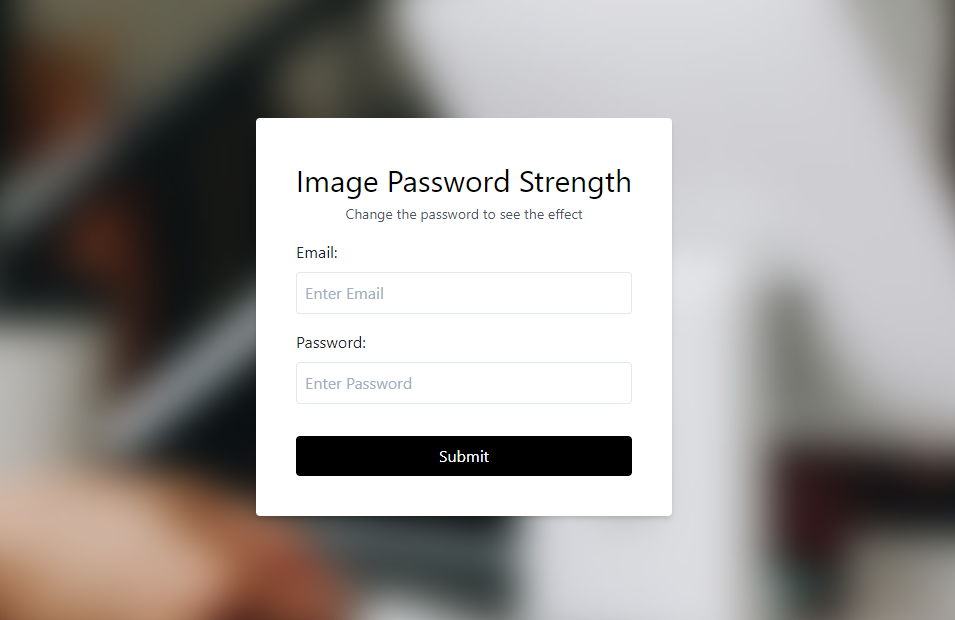 Image Password Strength
Change the password to see the effect
Email:
Enter Email
Password:
Enter Password
Submit